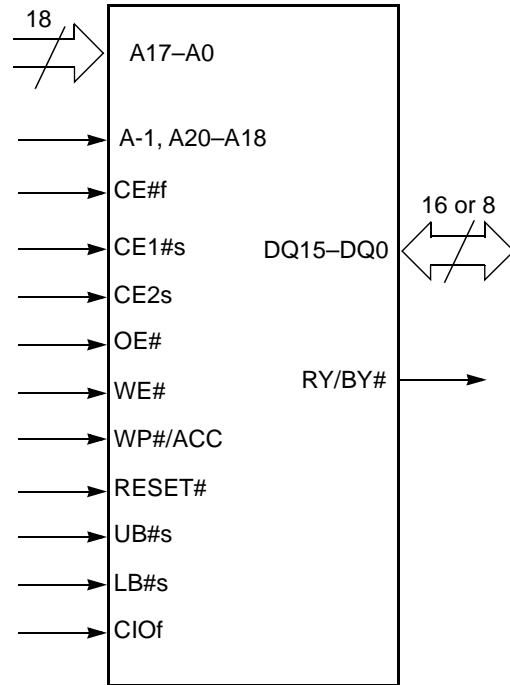 18
A17–A0
A-1, A20–A18
CE#f
CE1#s
CE2s
OE#
WE#
WP#/ACC
RESET#
UB#s
LB#s
CIOf
16 or 8
DQ15–DQ0
RY/BY#